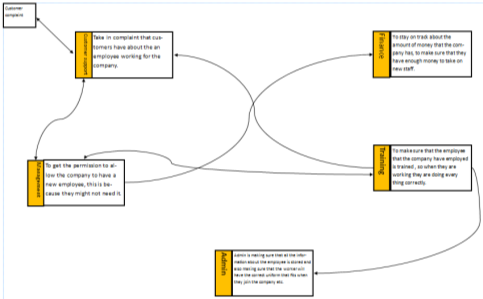 Customer
complaint
Customer support
Take in complaint that cus-
tomers have about the an
employee working for the
company.
Finance
To stay on track about the
amount of money that the com-
pany has, to make sure that they
have enough money to take on
new staff.
Management
To get the permission to al-
low the company to have a
new employee, this is be-
cause they might not need it.
Training
To make sure that the employee
that the company have employed
is trained, so when they are
working they are doing every
thing correctly.
Admin
Admin is making sure that all the infor-
mation about the employee is stored and
also making sure that the worker will
have the correct uniform that fits when
they join the company etc.